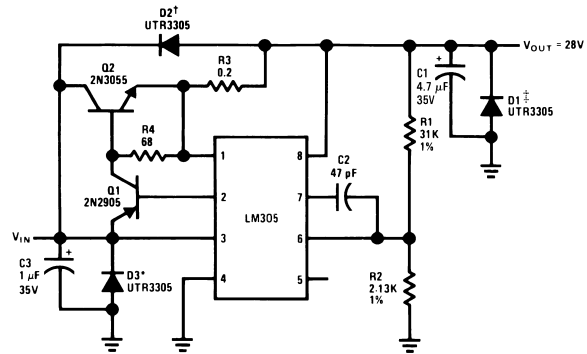 D2†
UTR3305
Q2
2N3055
R3
0.2
VOUT = 28V
C1
4.7 μF
35V
+
D1‡
UTR3305
R1
31K
1%
R4
68
1
8
C2
47 pF
Q1
2N2905
2
7
LM305
VIN
3
6
C3
1 μF
35V
+
D3*
UTR3305
4
5
R2
2.13K
1%